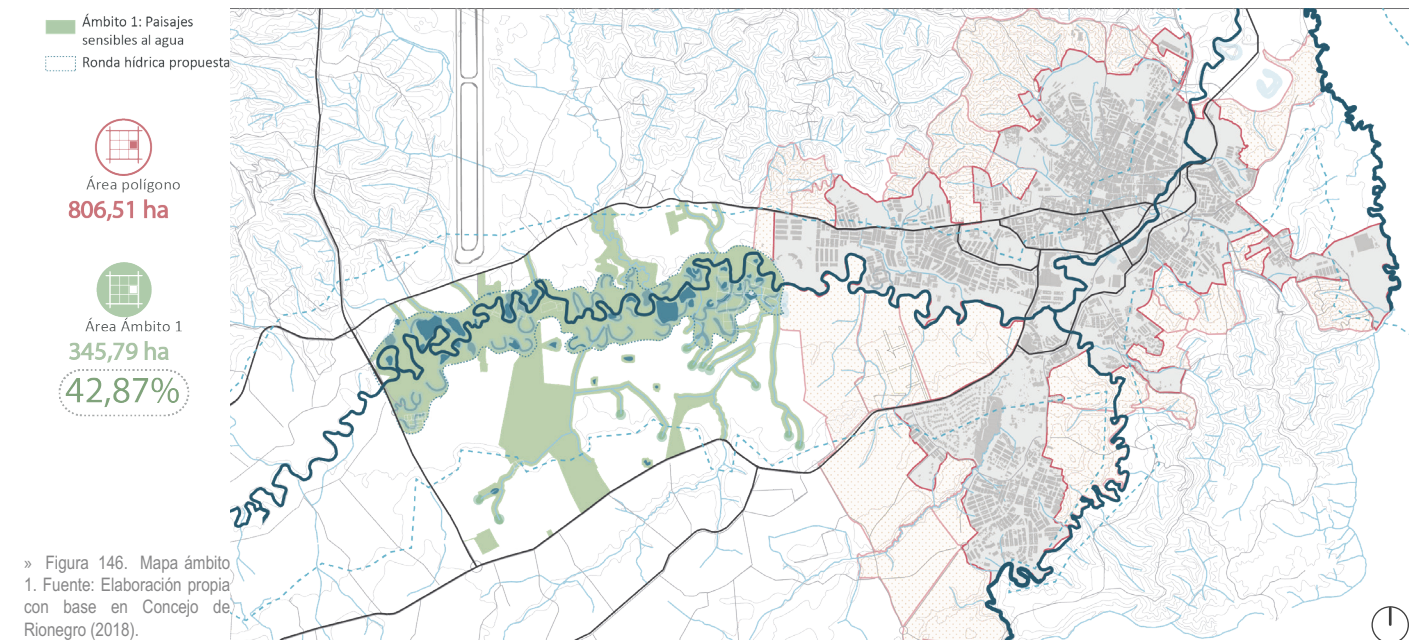 Ámbito 1: Paisajes
sensibles al agua
Ronda hídrica propuesta
Área polígono
806,51 ha
Área Ámbito 1
345,79 ha
42,87%
» Figura 146. Mapa ámbito
1. Fuente: Elaboración propia
con base en Concejo de
Rionegro (2018).